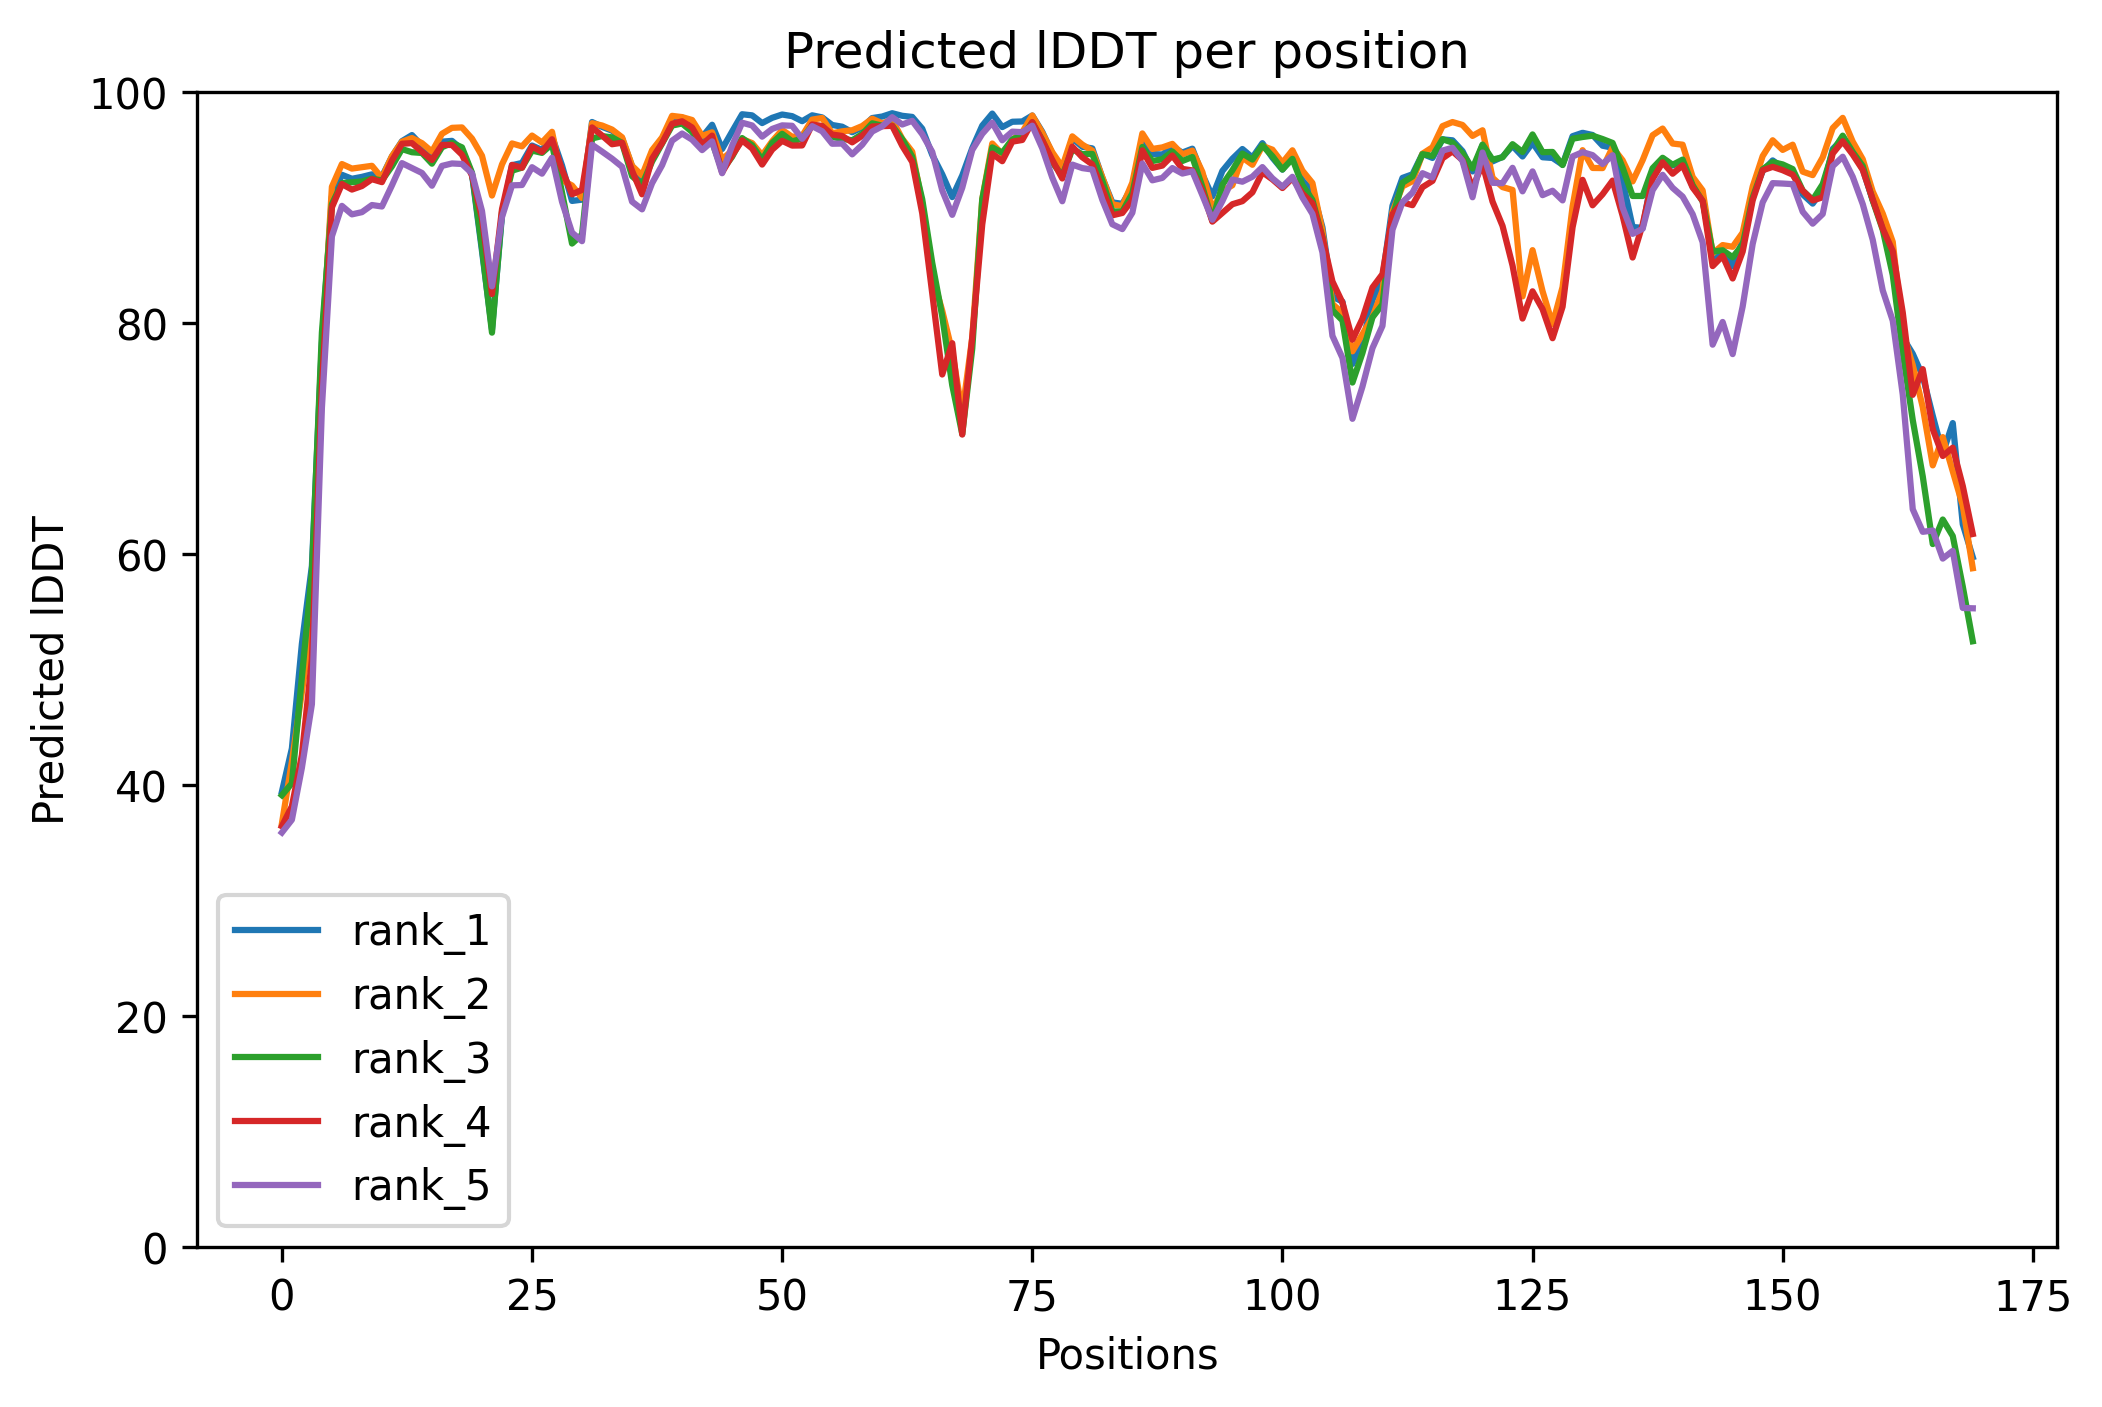 Predicted lDDT per position
100
80
60
40
20
0
Predicted lDDT
rank_1
rank_2
rank_3
rank_4
rank_5
0 25 50 75 100 125 150 175
Positions